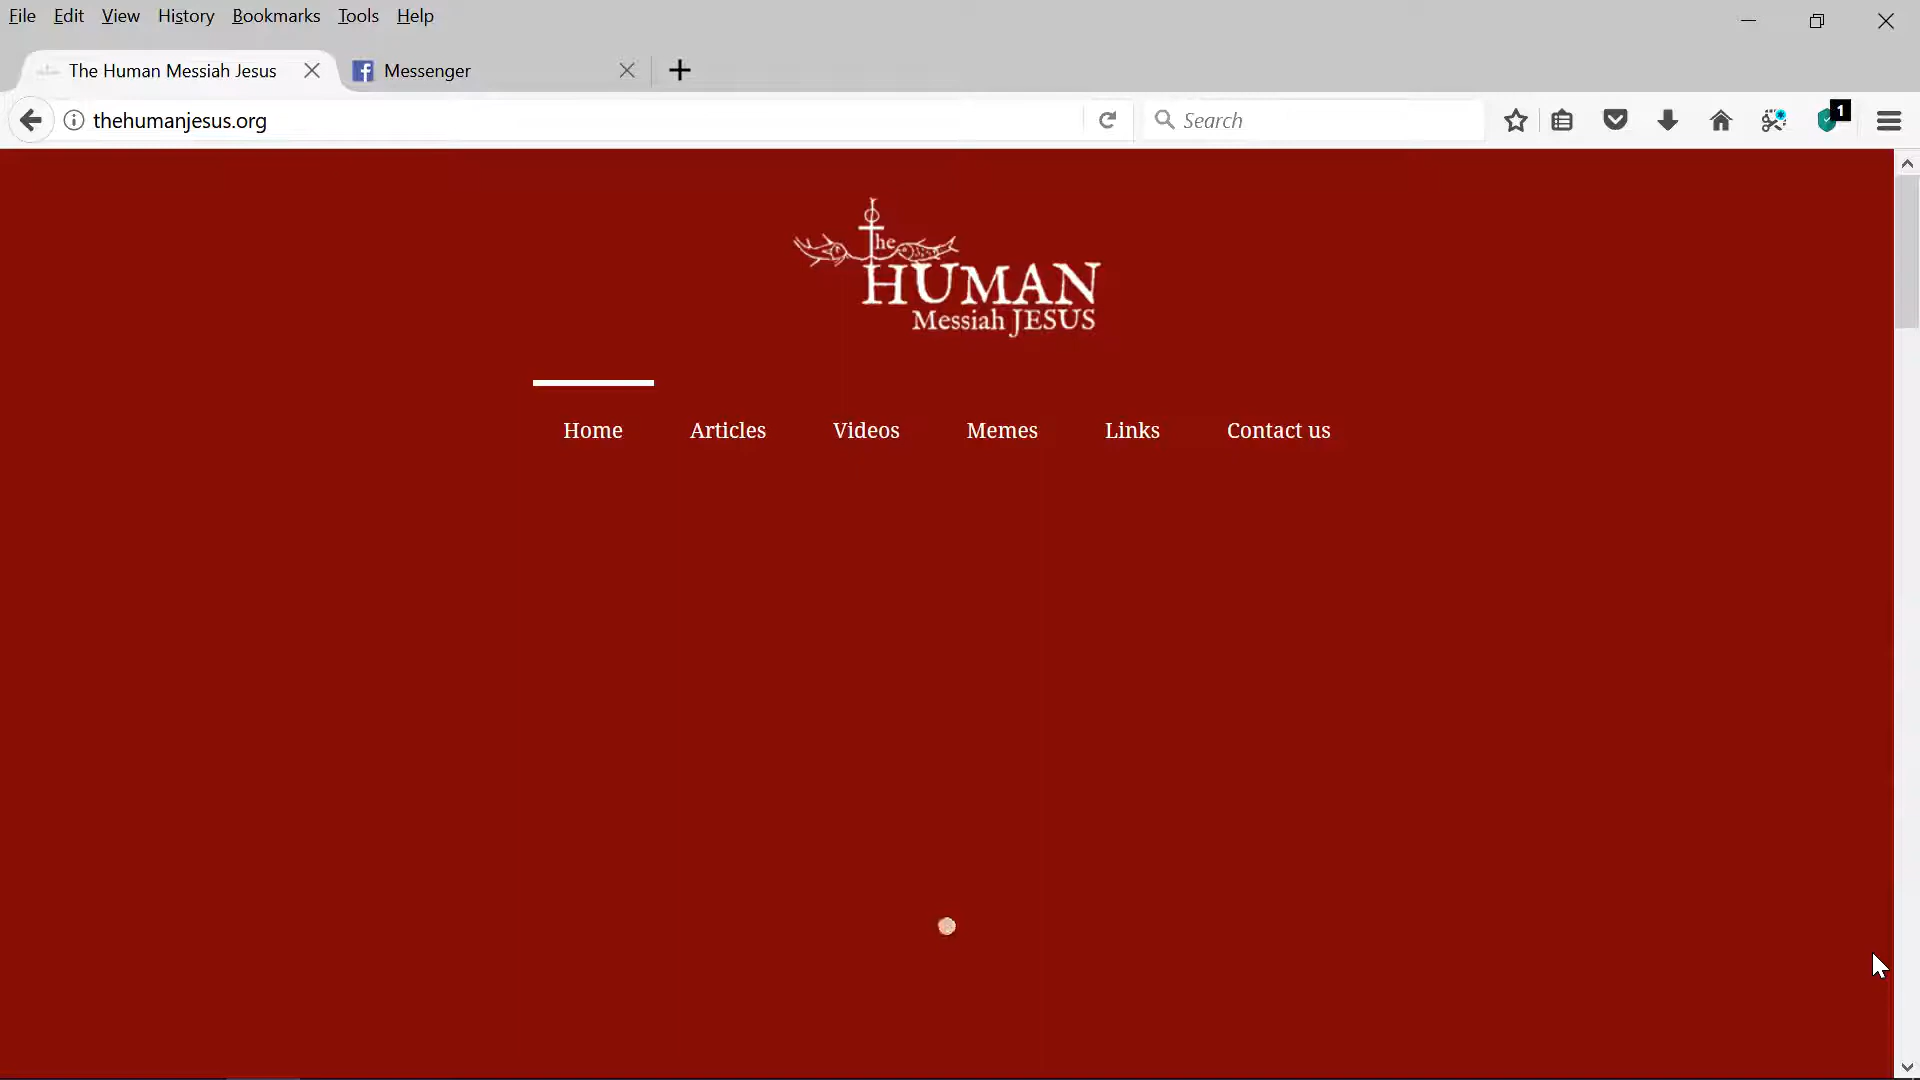 File Edit View History Bookmarks Tools Help
The Human Messiah Jesus
Messenger
thehumanjesus.org
Search
1
The
HUMAN
Messiah JESUS
Home Articles Videos Memes Links Contact us